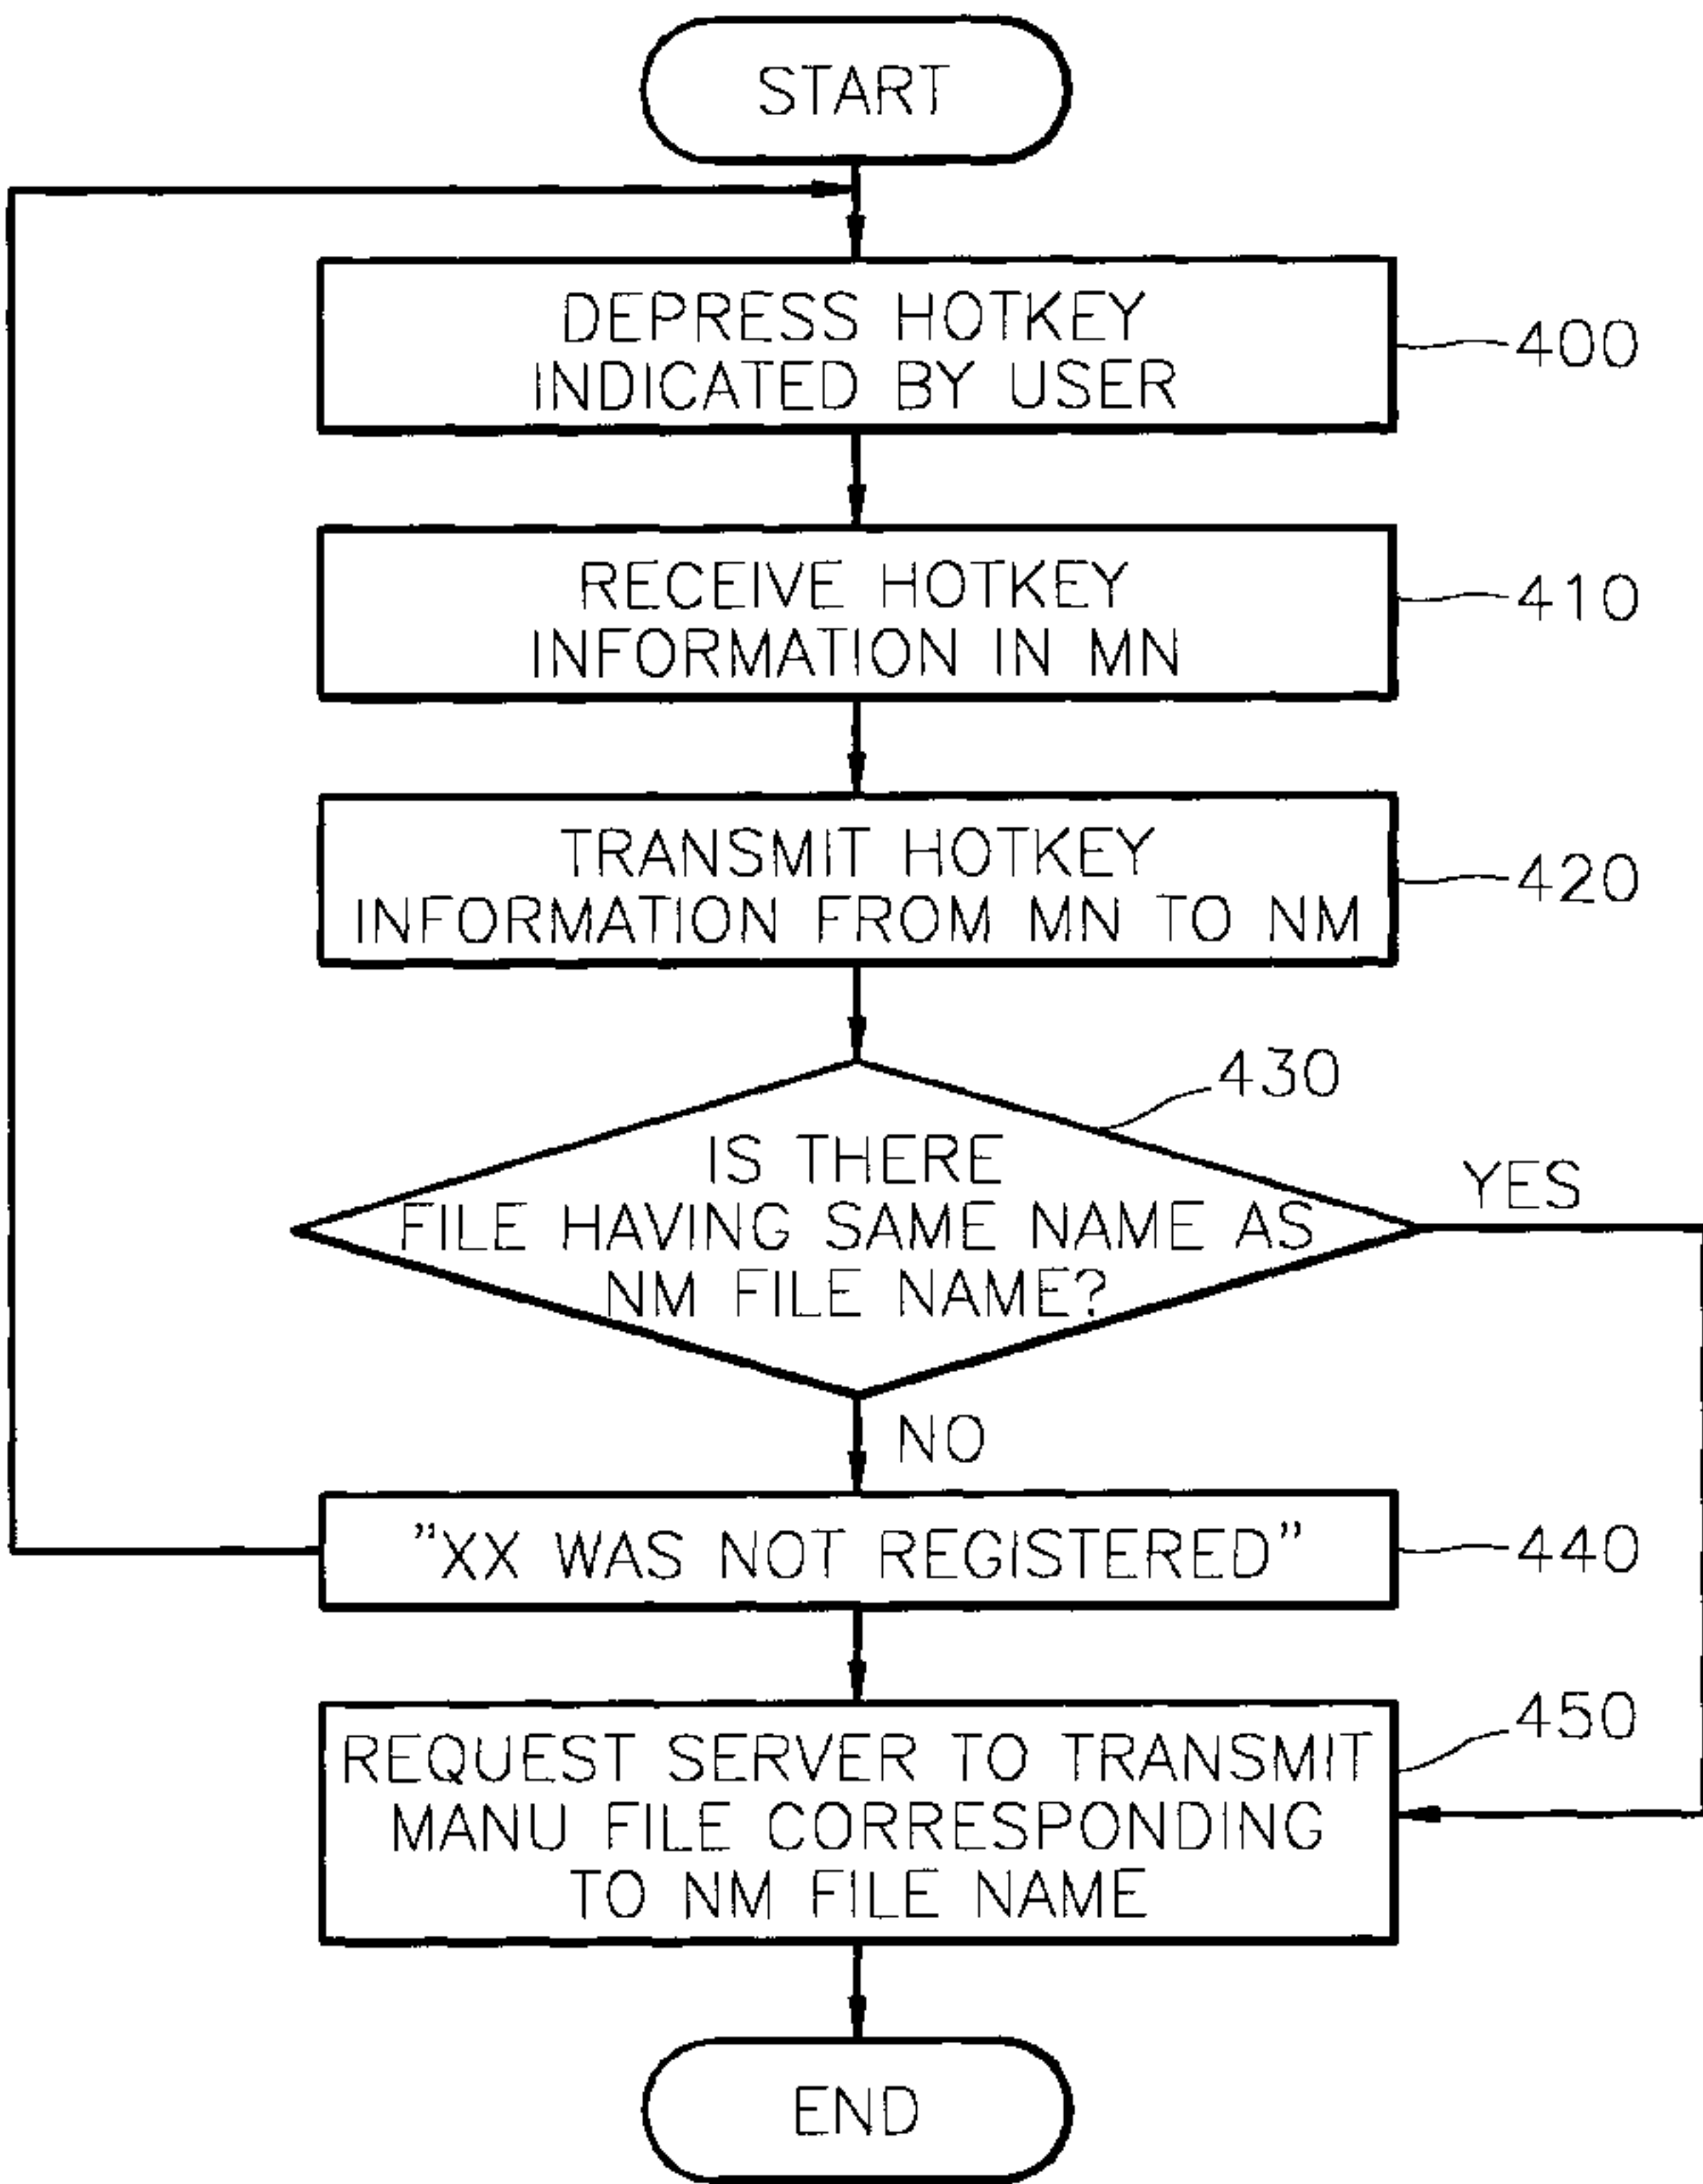 START
DEPRESS HOTKEY
INDICATED BY USER
400
RECEIVE HOTKEY
INFORMATION IN MN
410
TRANSMIT HOTKEY
INFORMATION FROM MN TO NM
420
430
IS THERE
FILE HAVING SAME NAME AS
NM FILE NAME?
YES
NO
"XX WAS NOT REGISTERED"
440
REQUEST SERVER TO TRANSMIT
MANU FILE CORRESPONDING
TO NM FILE NAME
450
END